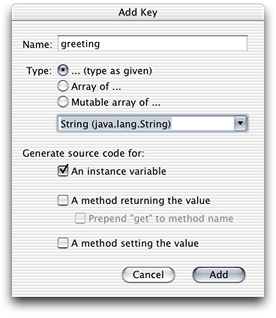 Add Key
Name: greeting
Type: ... (type as given)
Array of ...
Mutable array of ...
String (java.lang.String)
Generate source code for:
An instance variable
A method returning the value
Prepend "get" to method name
A method setting the value
Cancel Add